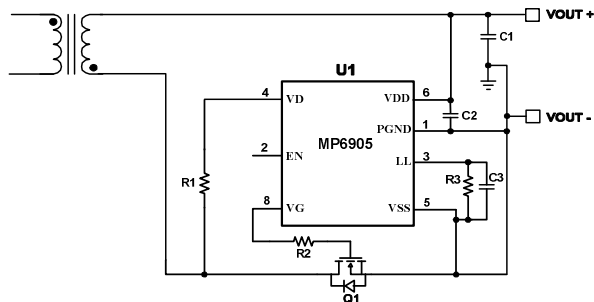 VOUT +
C1
U1
4 VD VDD 6
C2
VOUT -
PGND 1
MP6905
2 EN LL 3
R1 R3 C3
8 VG VSS 5
R2
Q1